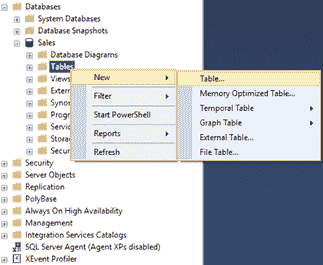 Databases
System Databases
Database Snapshots
Sales
Database Diagrams
Tables
Views
Exter
Synor
Progr
Servic
Storag
Secur
Security
Server Objects
Replication
PolyBase
Always On High Availability
Management
Integration Services Catalogs
SQL Server Agent (Agent XPs disabled)
XEvent Profiler
New
Filter
Start PowerShell
Reports
Refresh
Table...
Memory Optimized Table...
Temporal Table
Graph Table
External Table...
File Table...